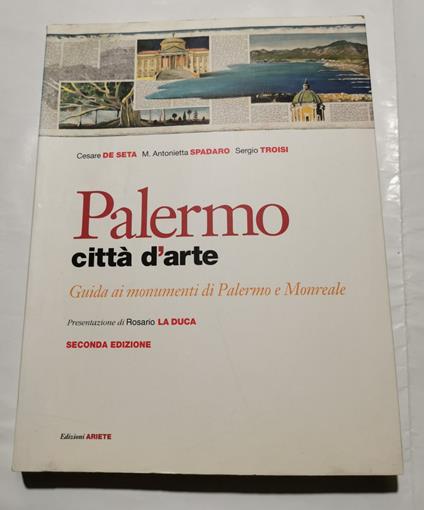 Cesare DE SETA M. Antonietta SPADARO Sergio TROISI
Palermo
città d'arte
Guida ai monumenti di Palermo e Monreale
Presentazione di Rosario LA DUCA
SECONDA EDIZIONE
Edizioni ARIETE